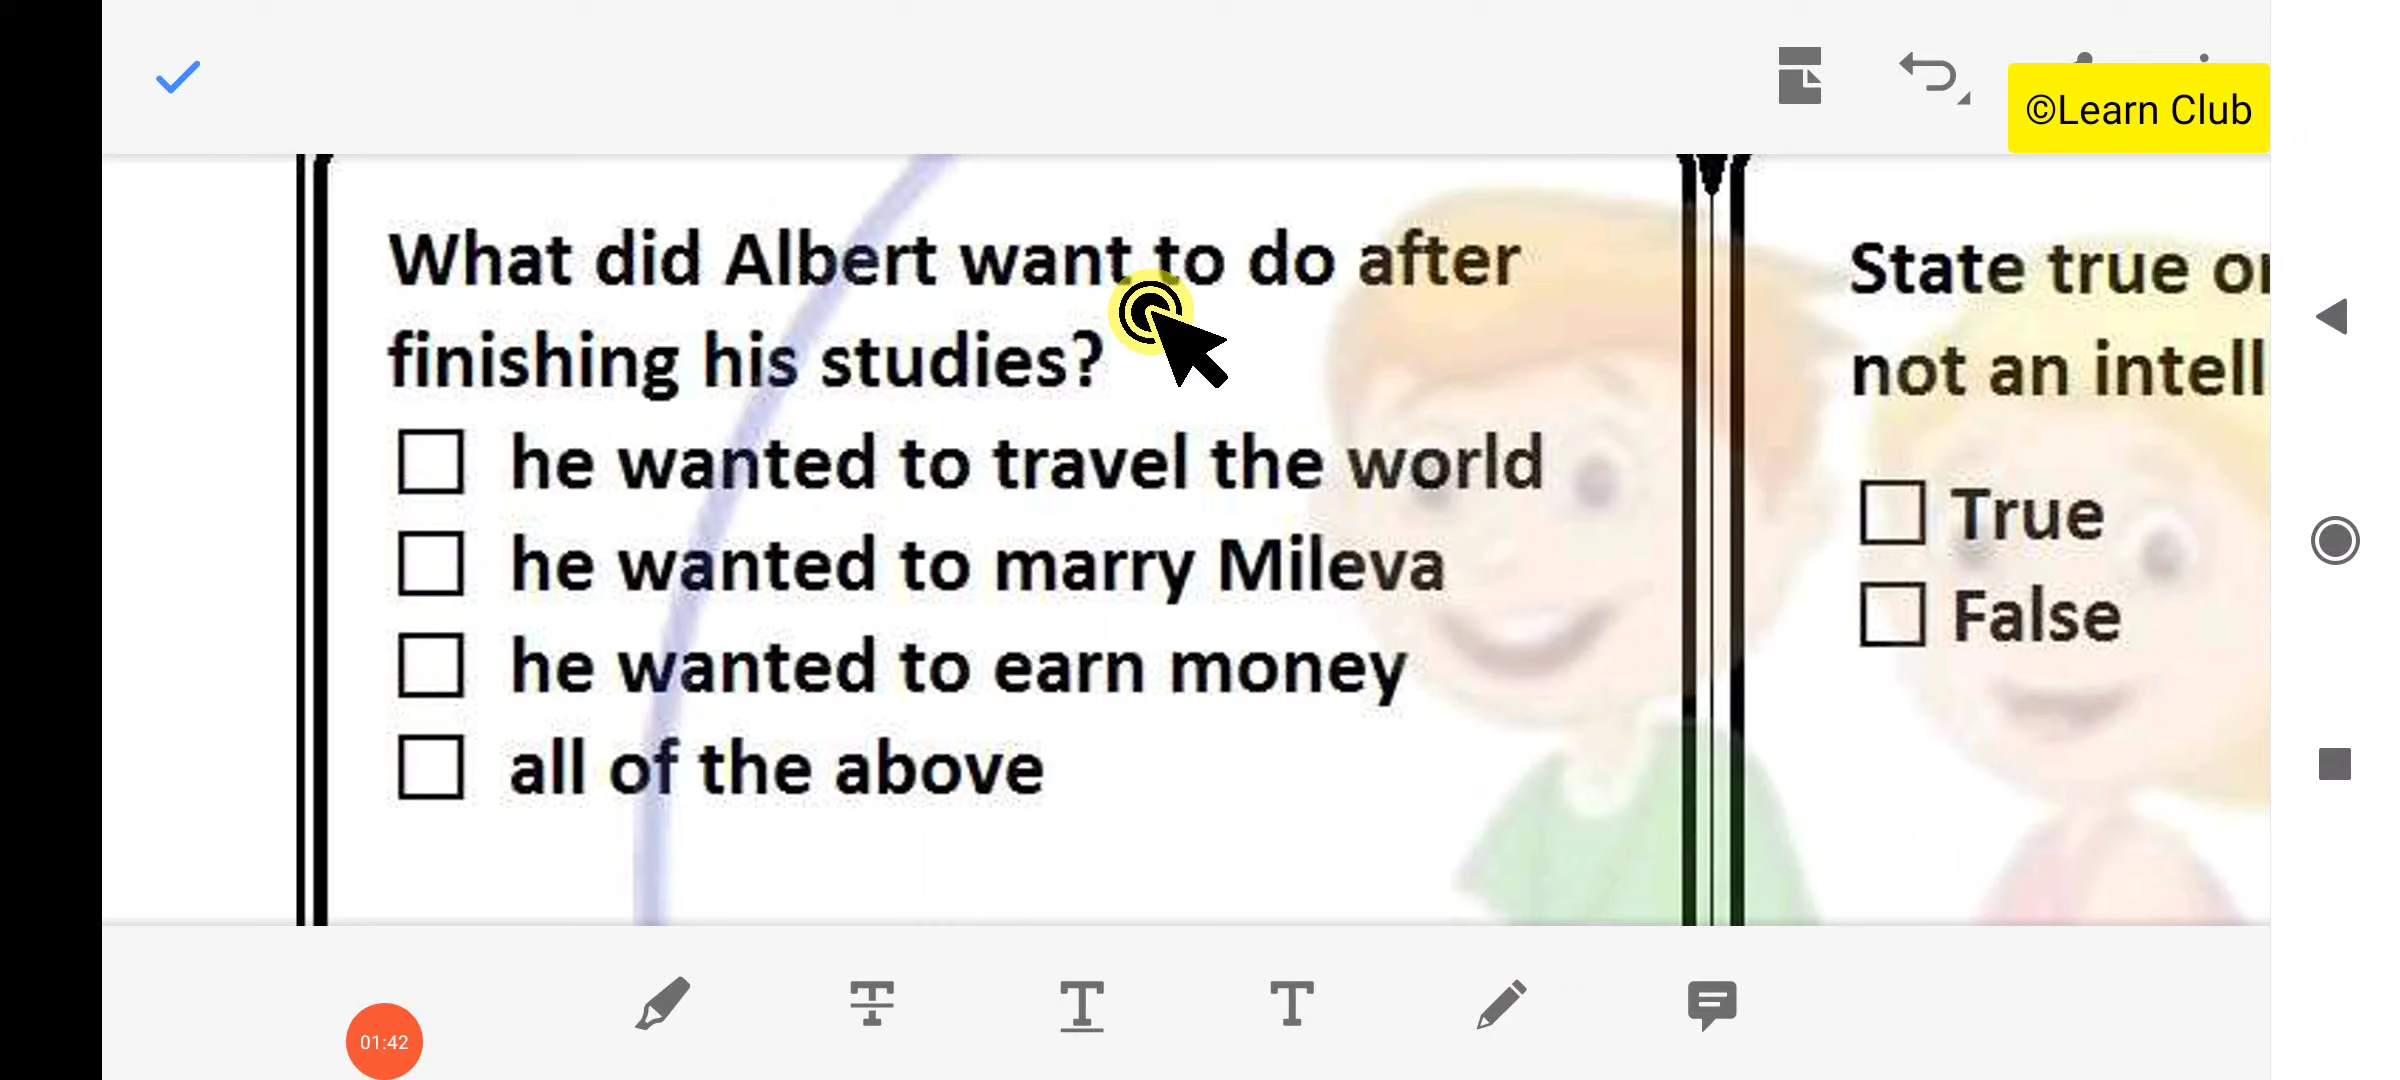 ©Learn Club
What did Albert want to do after
finishing his studies?
he wanted to travel the world
he wanted to marry Mileva
he wanted to earn money
all of the above
State true or
not an intell
True
False
01:42